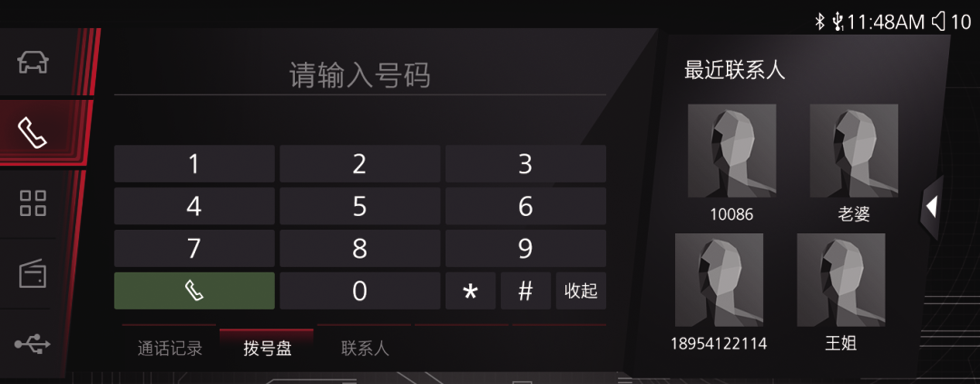 11:48AM 10
请输入号码
最近联系人
1 2 3
4 5 6
7 8 9
0 * # 收起
10086 老婆
18954122114 王姐
通话记录 拨号盘 联系人